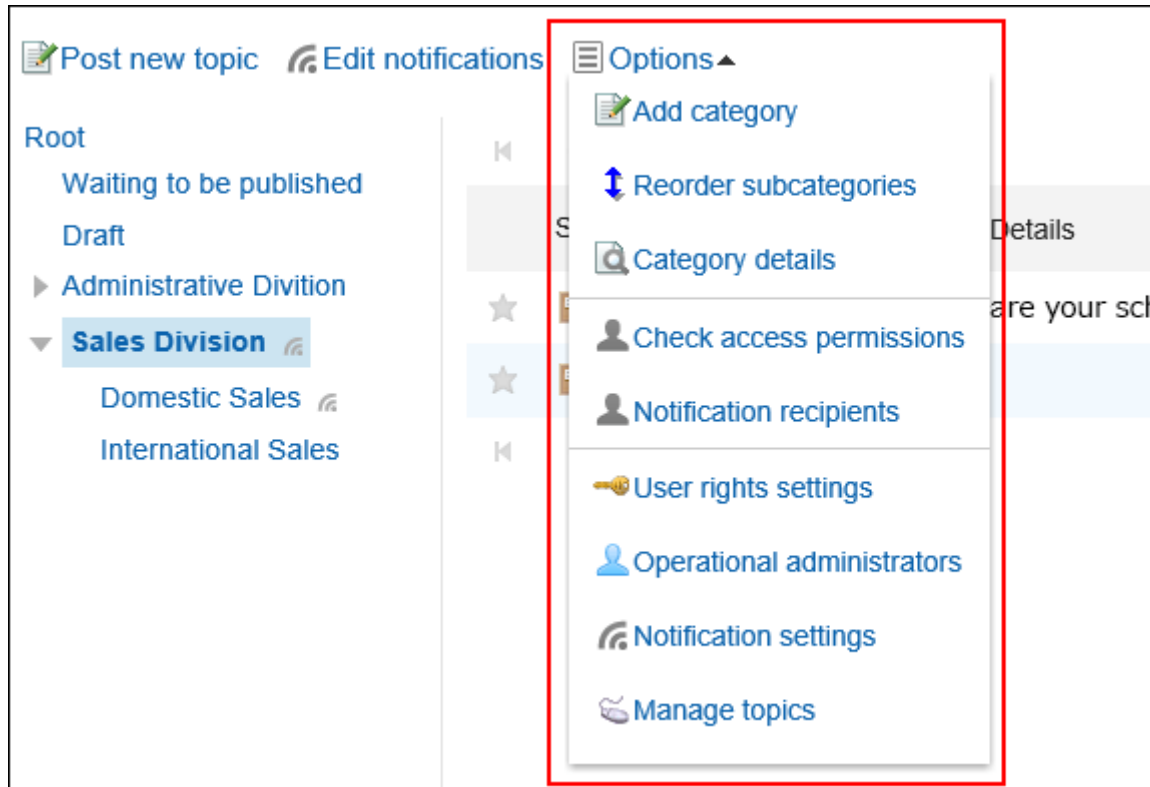 Post new topic Edit notifications Options
Add category
Root
Reorder subcategories
Waiting to be published
Draft
Details
Category details
Administrative Divition
are your
Sales Division
Check access permissions
Domestic Sales
Notification recipients
International Sales
User rights settings
Operational administrators
Notification settings
Manage topics